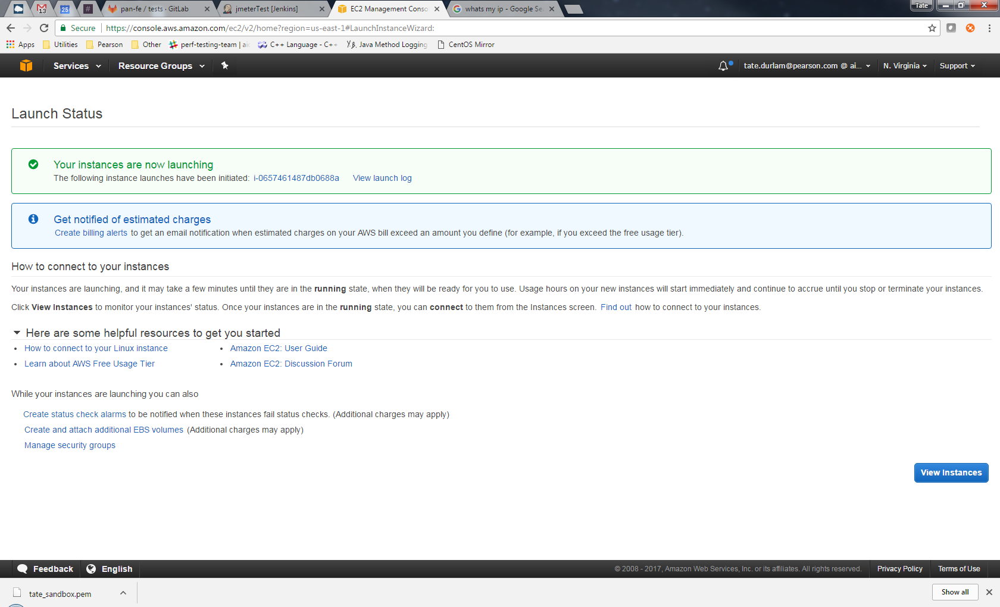 13
25
#
pan-fe / tests · GitLab
jmeterTest [Jenkins]
EC2 Management Conso
whats my ip - Google Se
Tate
Secure
https://console.aws.amazon.com/ec2/v2/home?region=us-east-1#LaunchInstanceWizard:
Apps
Utilities
Pearson
Other
perf-testing-team | aic
C++ Language - C++
Java Method Logging
CentOS Mirror
Services
Resource Groups
tate.durlam@pearson.com @ ai...
N. Virginia
Support
Launch Status
Your instances are now launching
The following instance launches have been initiated: i-0657461487db0688a View launch log
Get notified of estimated charges
Create billing alerts to get an email notification when estimated charges on your AWS bill exceed an amount you define (for example, if you exceed the free usage tier).
How to connect to your instances
Your instances are launching, and it may take a few minutes until they are in the running state, when they will be ready for you to use. Usage hours on your new instances will start immediately and continue to accrue until you stop or terminate your instances.
Click View Instances to monitor your instances' status. Once your instances are in the running state, you can connect to them from the Instances screen. Find out how to connect to your instances.
Here are some helpful resources to get you started
• How to connect to your Linux instance
• Learn about AWS Free Usage Tier
• Amazon EC2: User Guide
• Amazon EC2: Discussion Forum
While your instances are launching you can also
Create status check alarms to be notified when these instances fail status checks. (Additional charges may apply)
Create and attach additional EBS volumes (Additional charges may apply)
Manage security groups
View Instances
Feedback
English
© 2008 - 2017, Amazon Web Services, Inc. or its affiliates. All rights reserved.
Privacy Policy
Terms of Use
tate_sandbox.pem
Show all